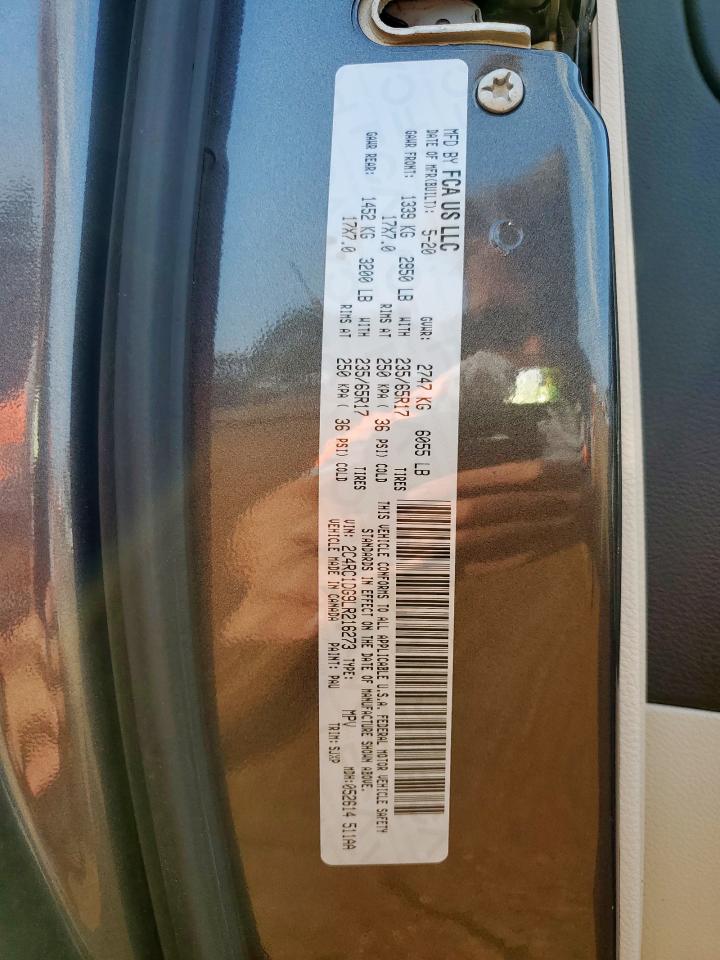 MFD BY FCA US LLC
DATE OF MFR(BUILT): 5-20 GVWR: 2747 KG 6055 LB
GAWR FRONT: 1339 KG 2950 LB WITH 235/65R17 TIRES
17X7.0 RIMS AT 250 KPA ( 36 PSI) COLD
GAWR REAR: 1452 KG 3200 LB WITH 235/65R17 TIRES
17X7.0 RIMS AT 250 KPA ( 36 PSI) COLD
THIS VEHICLE CONFORMS TO ALL APPLICABLE U.S.A. FEDERAL MOTOR VEHICLE SAFETY
STANDARDS IN EFFECT ON THE DATE OF MANUFACTURE SHOWN ABOVE.
VIN: 2C4RC1DG9LR216273 TYPE: MPV MDH:052614 511AA
VEHICLE MADE IN CANADA PAINT: PAU TRIM: SJXP